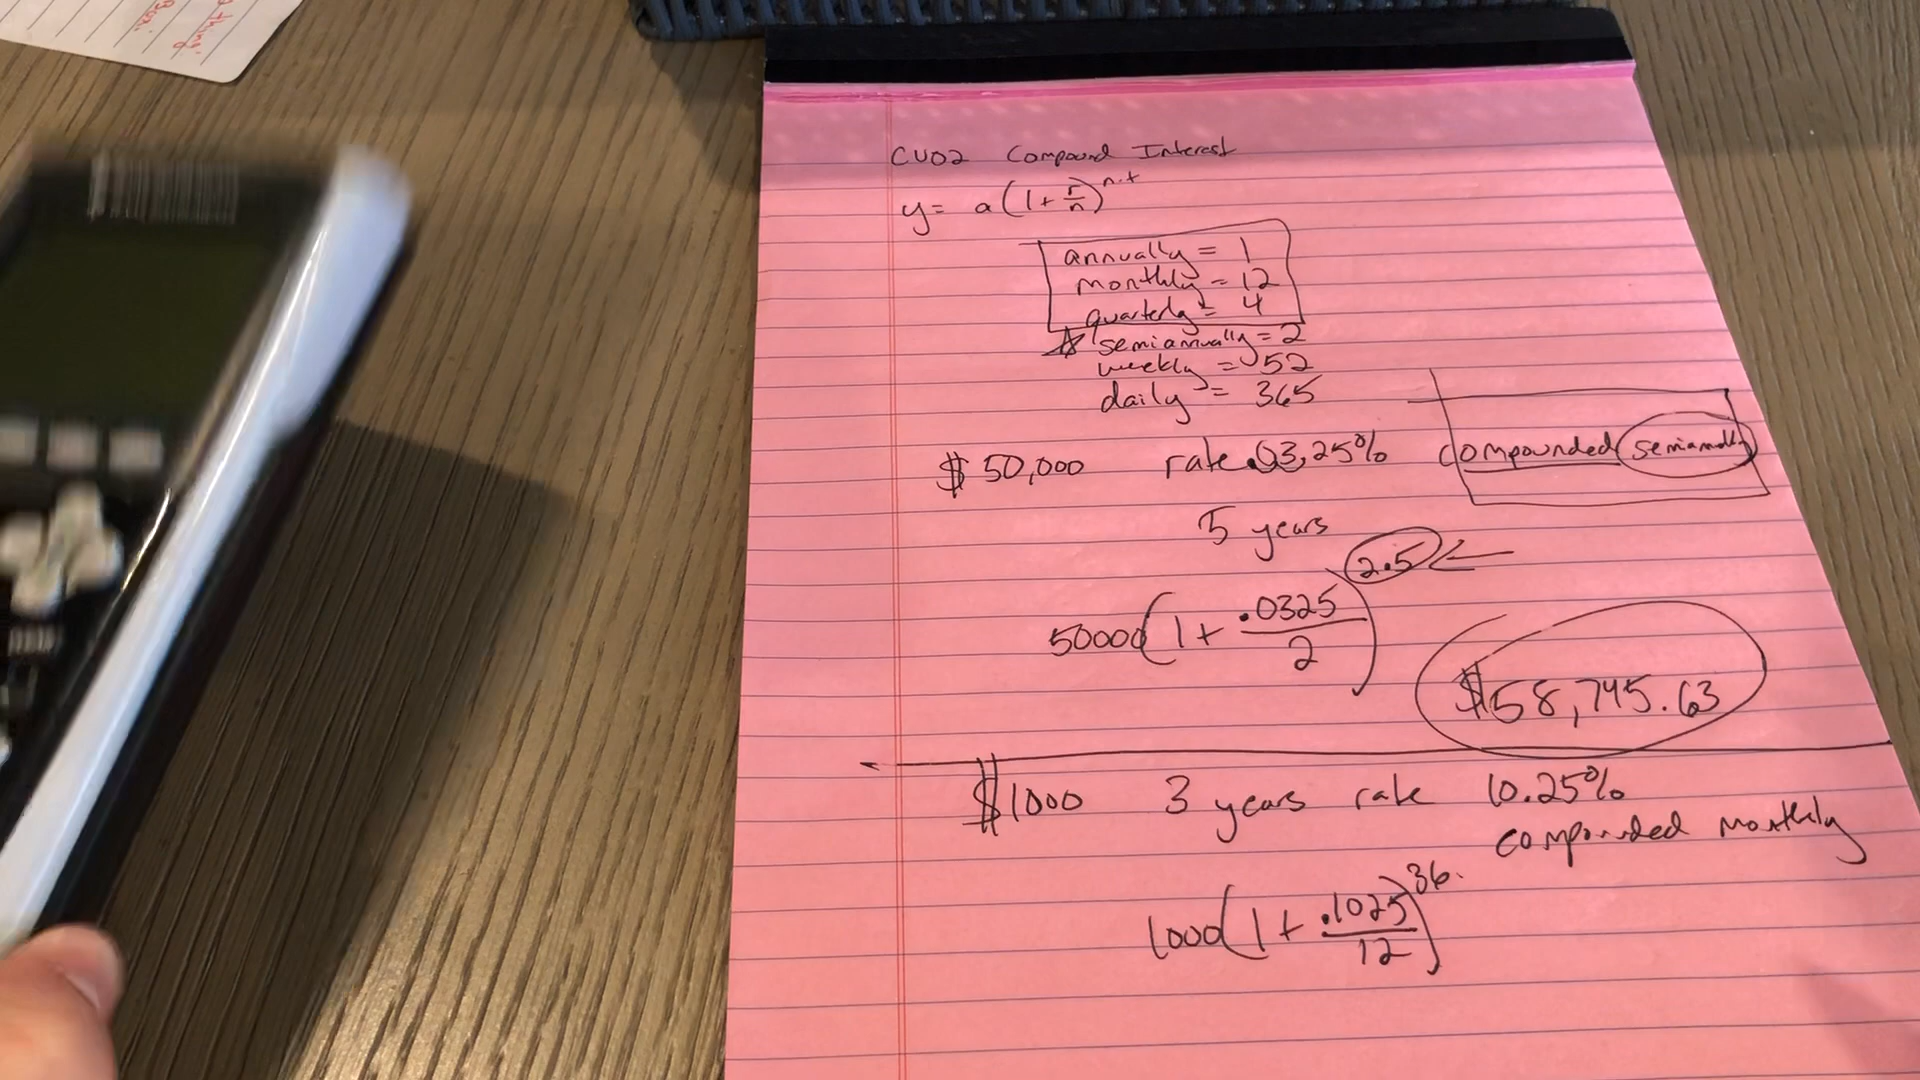 CU02 Compound Interest
y= a(1+ r/n)^n·t
annually = 1
monthly = 12
quarterly = 4
☆ semiannually = 2
weekly = 52
daily = 365
$50,000 rate .03,25% compounded semiannually
5 years
50000(1+ .0325/2)^2·5 ←
$58,745.63
$1000 3 years rate 10.25%
compounded monthly
1000(1+ .1025/12)^36.